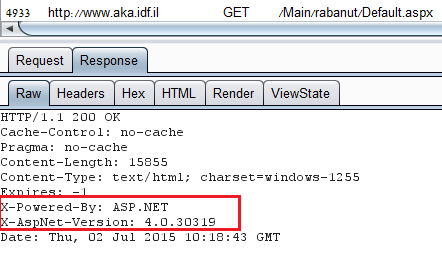 4933 http://www.aka.idf.il GET /Main/rabanut/Default.aspx
Request Response
Raw Headers Hex HTML Render ViewState
HTTP/1.1 200 OK
Cache-Control: no-cache
Pragma: no-cache
Content-Length: 15855
Content-Type: text/html; charset=windows-1255
Expires: -1
X-Powered-By: ASP.NET
X-AspNet-Version: 4.0.30319
Date: Thu, 02 Jul 2015 10:18:43 GMT